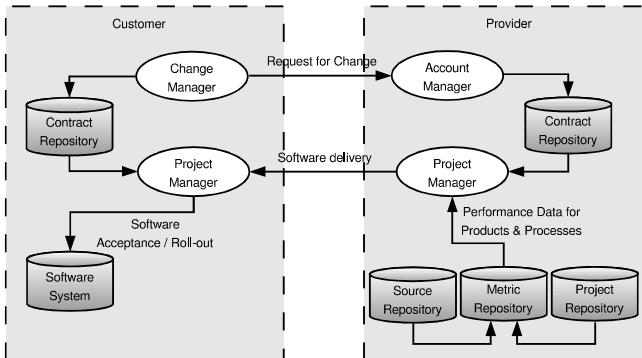 Customer
Provider
Change
Manager
Request for Change
Account
Manager
Contract
Repository
Contract
Repository
Project
Manager
Software delivery
Project
Manager
Software
Acceptance / Roll-out
Performance Data for
Products & Processes
Software
System
Source
Repository
Metric
Repository
Project
Repository